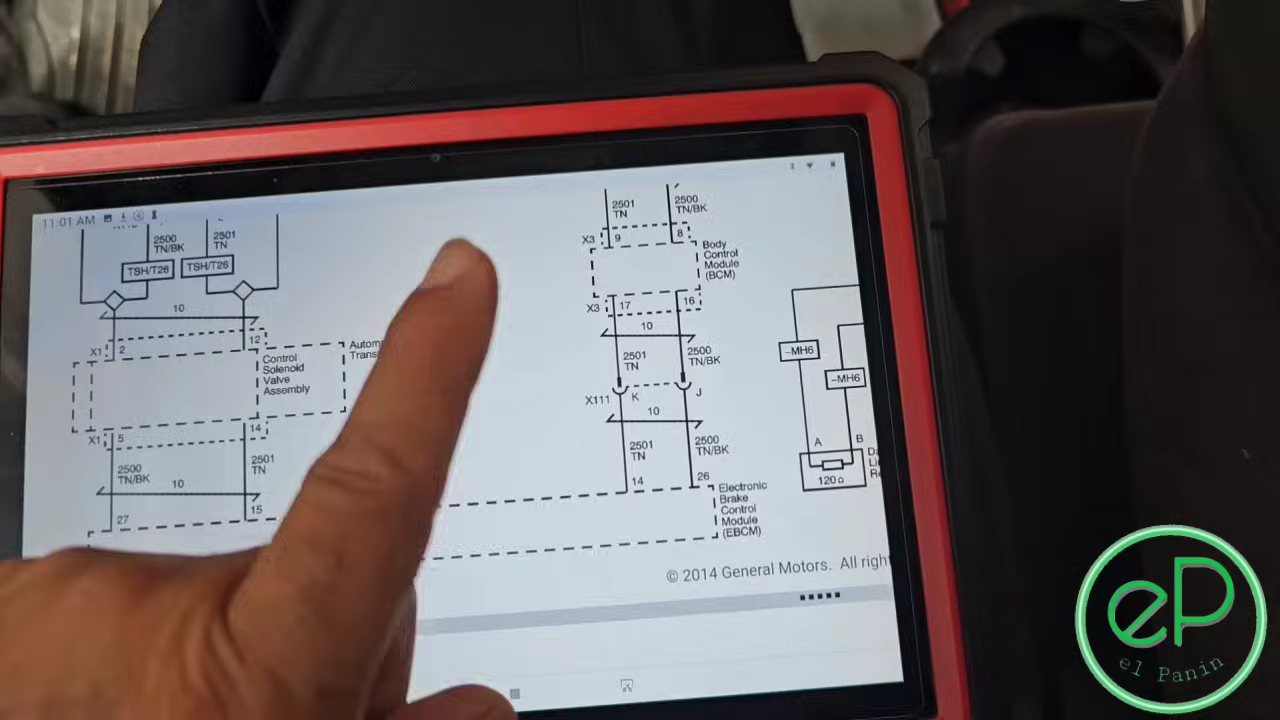 11:01 AM
2500
TN/BK
2501
TN
TSH/T26
TSH/T26
10
X1
2
12
Control
Solenoid
Valve
Assembly
X1
5
14
2500
TN/BK
2501
TN
10
27
15
2501
TN
2500
TN/BK
X3
9
8
Body
Control
Module
(BCM)
X3
17
16
10
2501
TN
2500
TN/BK
X111
K
J
10
2501
TN
2500
TN/BK
14
26
Electronic
Brake
Control
Module
(EBCM)
-MH6
-MH6
A
B
120Ω
© 2014 General Motors. All
eP
el Panin